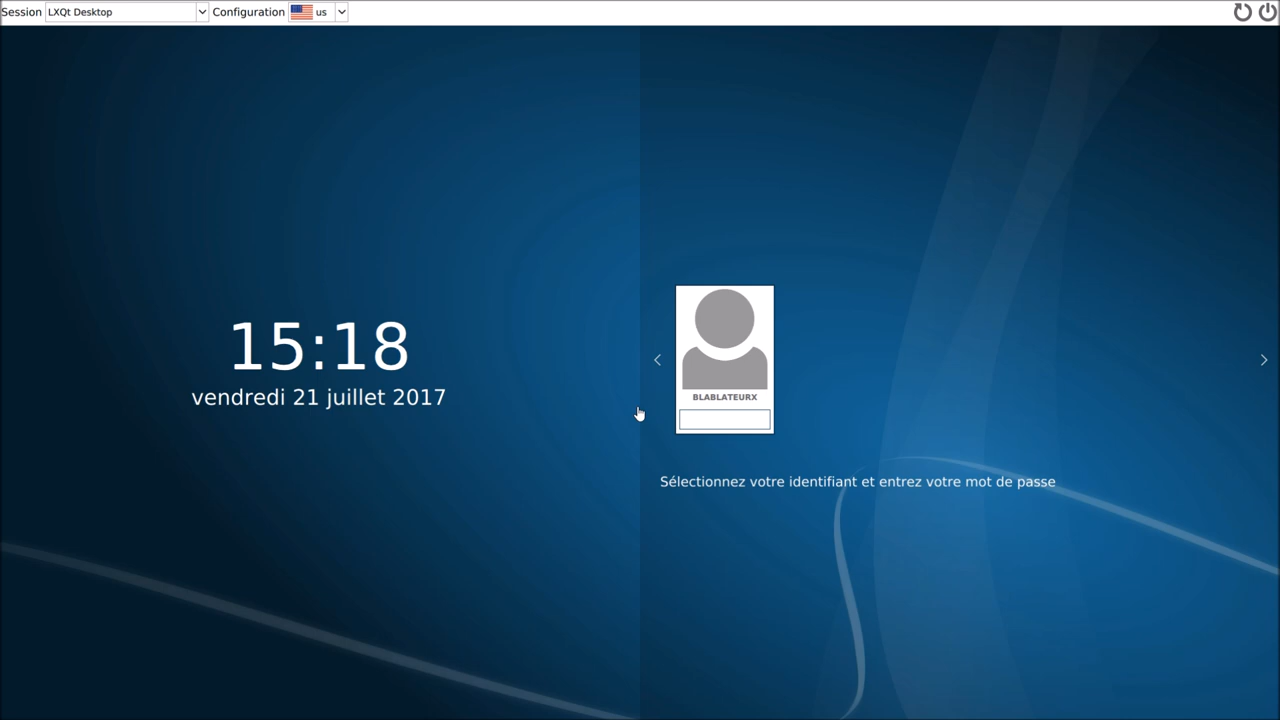 Session LXQt Desktop Configuration us
15:18
vendredi 21 juillet 2017
BLABLATEURX
Sélectionnez votre identifiant et entrez votre mot de passe